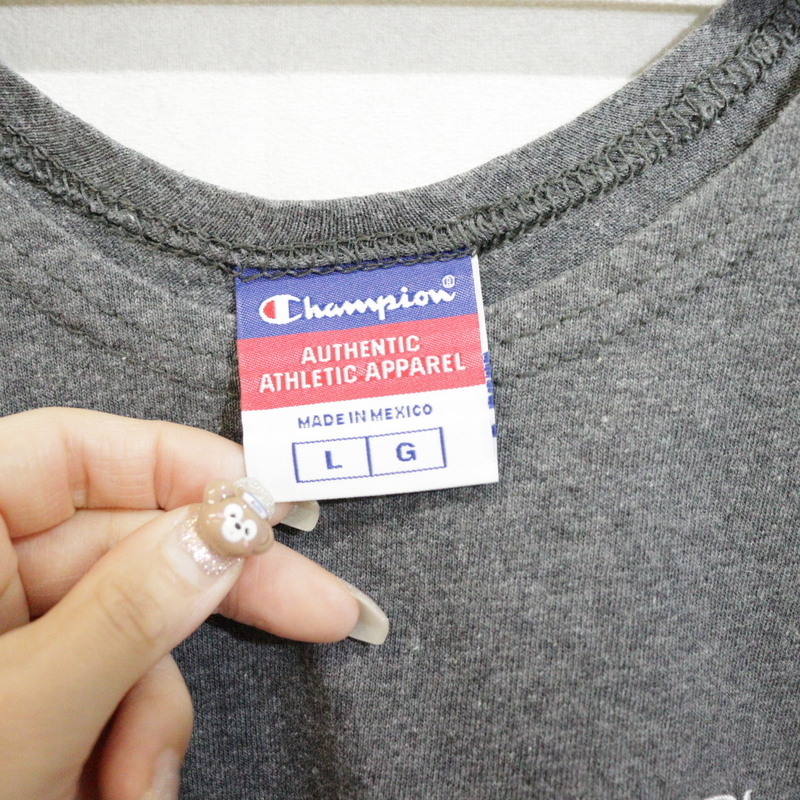 Champion®
AUTHENTIC
ATHLETIC APPAREL
MADE IN MEXICO
L G